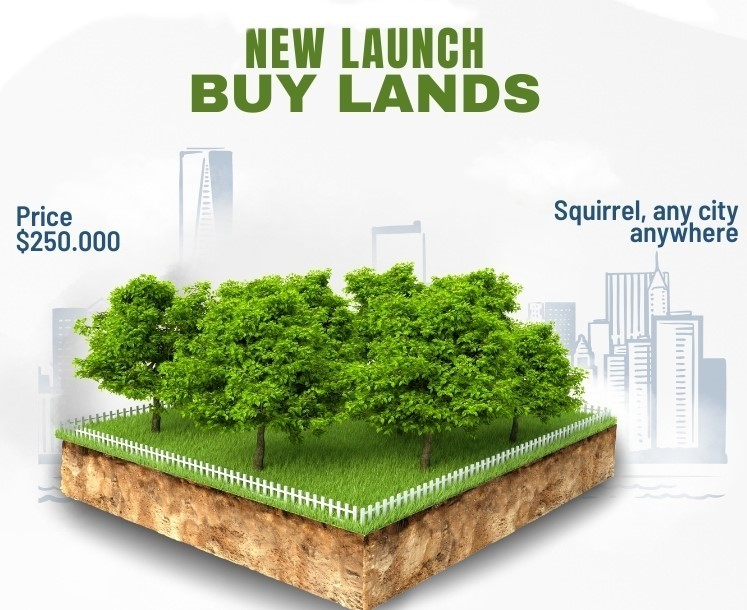 NEW LAUNCH
BUY LANDS
Price
$250.000
Squirrel, any city
anywhere